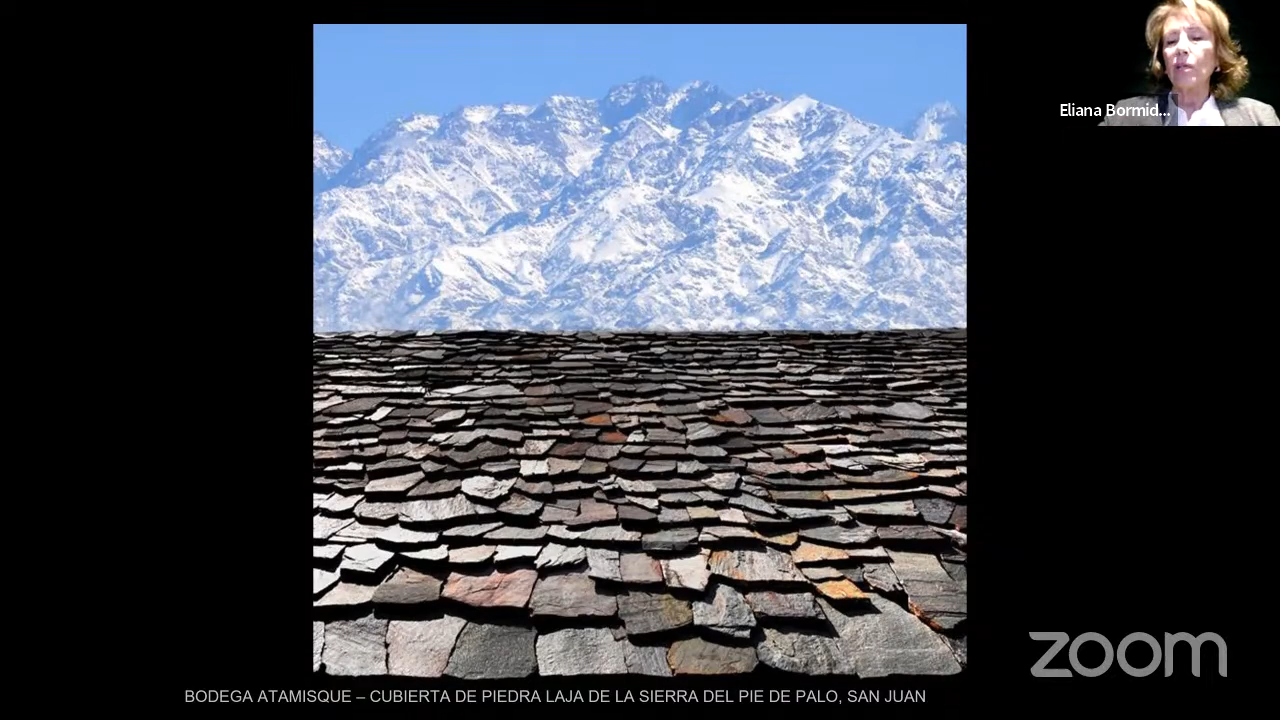 Eliana Bormid...
zoom
BODEGA ATAMISQUE – CUBIERTA DE PIEDRA LAJA DE LA SIERRA DEL PIE DE PALO, SAN JUAN